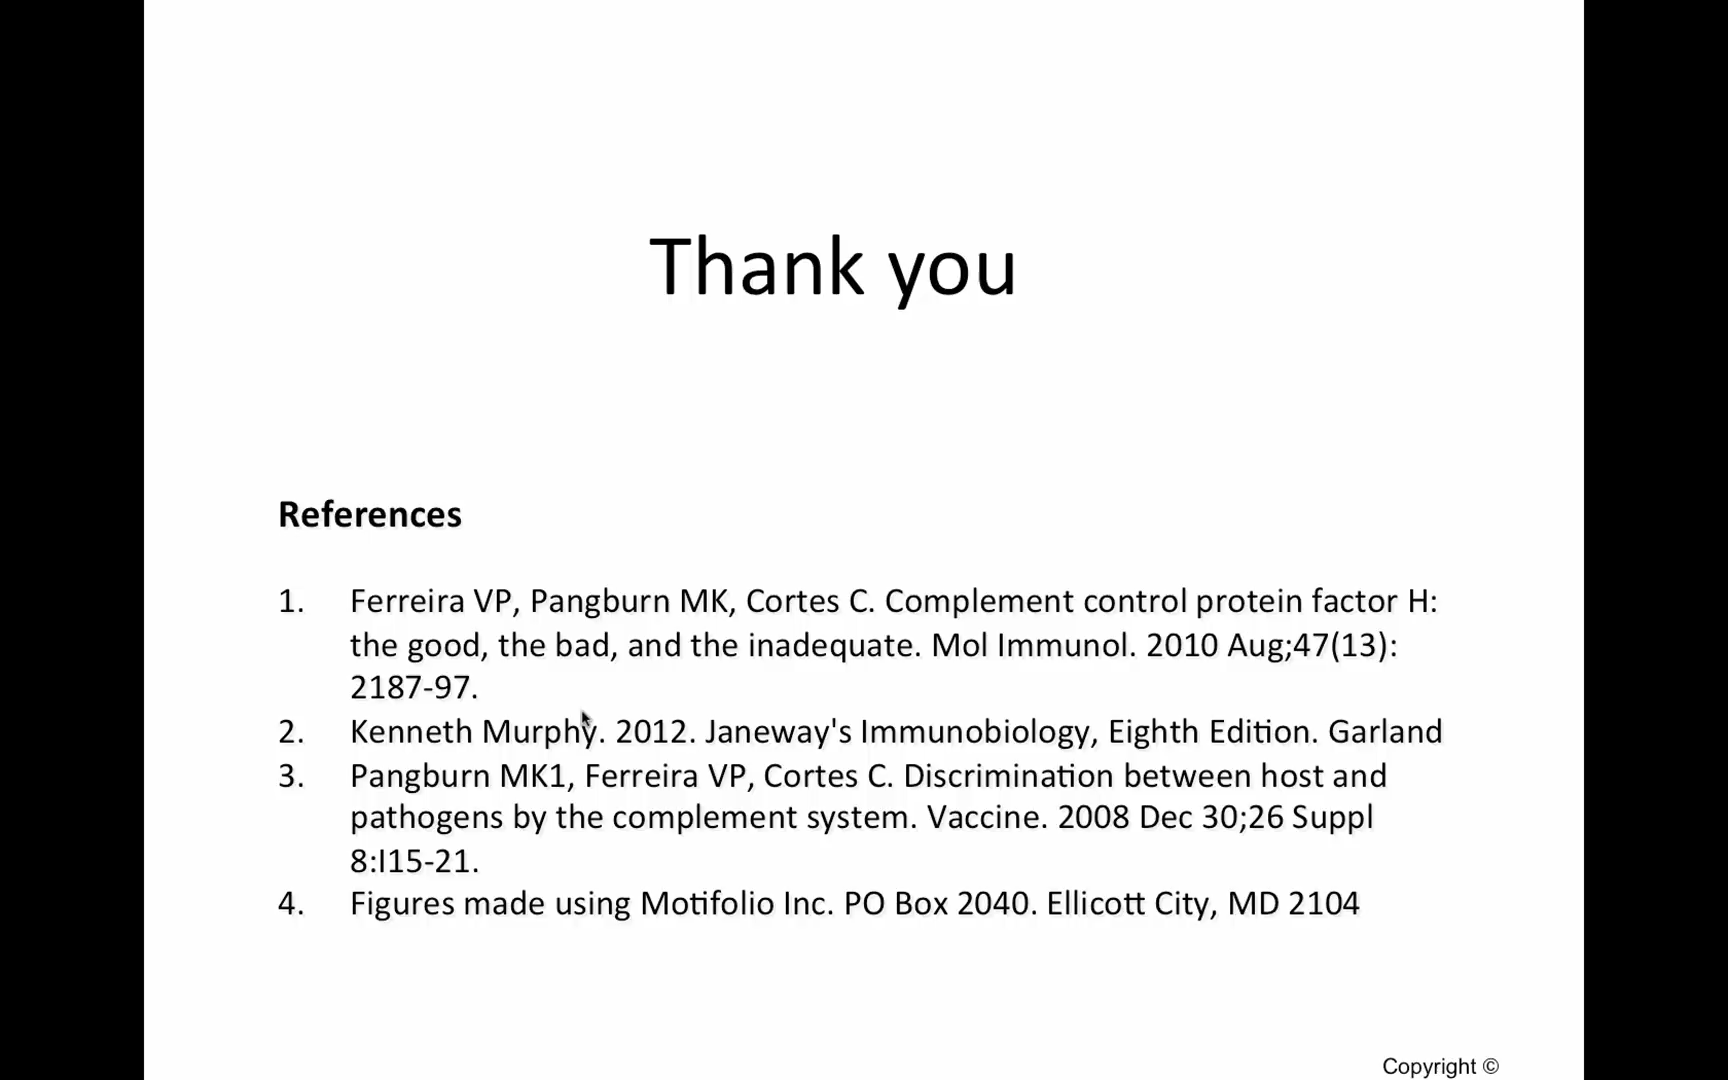 Thank you
References
1. Ferreira VP, Pangburn MK, Cortes C. Complement control protein factor H:
the good, the bad, and the inadequate. Mol Immunol. 2010 Aug;47(13):
2187-97.
2. Kenneth Murphy. 2012. Janeway's Immunobiology, Eighth Edition. Garland
3. Pangburn MK1, Ferreira VP, Cortes C. Discrimination between host and
pathogens by the complement system. Vaccine. 2008 Dec 30;26 Suppl
8:I15-21.
4. Figures made using Motifolio Inc. PO Box 2040. Ellicott City, MD 2104
Copyright ©